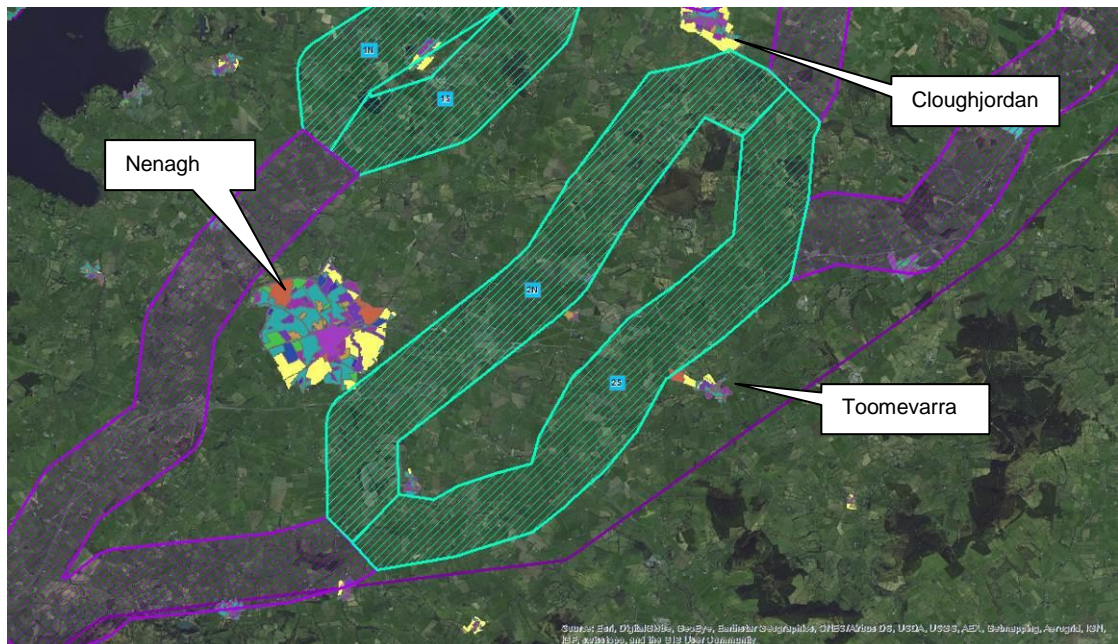 1N
1S
Cloughjordan
Nenagh
2N
2S
Toomevarra
Source: Esri, DigitalGlobe, GeoEye, Earthstar Geographics, CNES/Airbus DS, USDA, USGS, AEX, Getmapping, Aerogrid, IGN,
IGP, swisstopo, and the GIS User Community